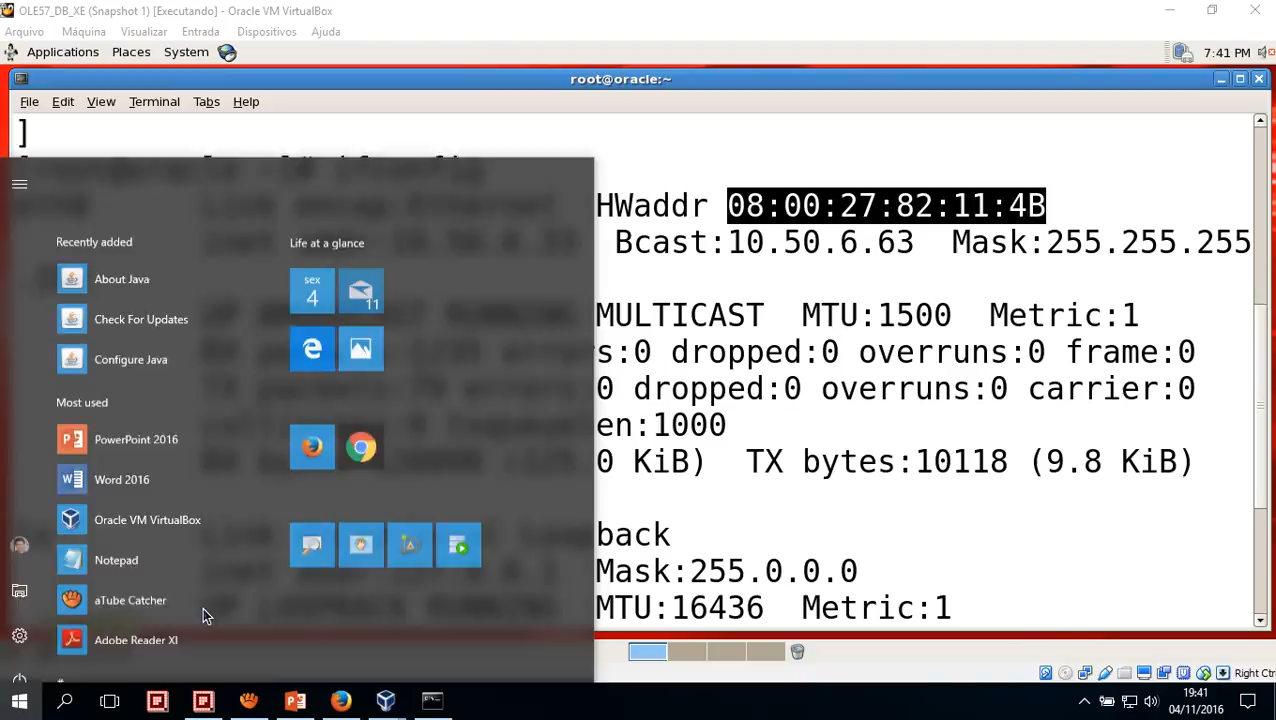 OLE57_DB_XE (Snapshot 1) [Executando] - Oracle VM VirtualBox
Arquivo Máquina Visualizar Entrada Dispositivos Ajuda
Applications Places System 7:41 PM
root@oracle:~
File Edit View Terminal Tabs Help
]
HWaddr 08:00:27:82:11:4B
Bcast:10.50.6.63 Mask:255.255.255
MULTICAST MTU:1500 Metric:1
s:0 dropped:0 overruns:0 frame:0
0 dropped:0 overruns:0 carrier:0
en:1000
0 KiB) TX bytes:10118 (9.8 KiB)
back
Mask:255.0.0.0
MTU:16436 Metric:1
Recently added
About Java
Check For Updates
Configure Java
Most used
PowerPoint 2016
Word 2016
Oracle VM VirtualBox
Notepad
aTube Catcher
Adobe Reader XI
Life at a glance
sex
4
11
Right Ctrl
19:41
04/11/2016